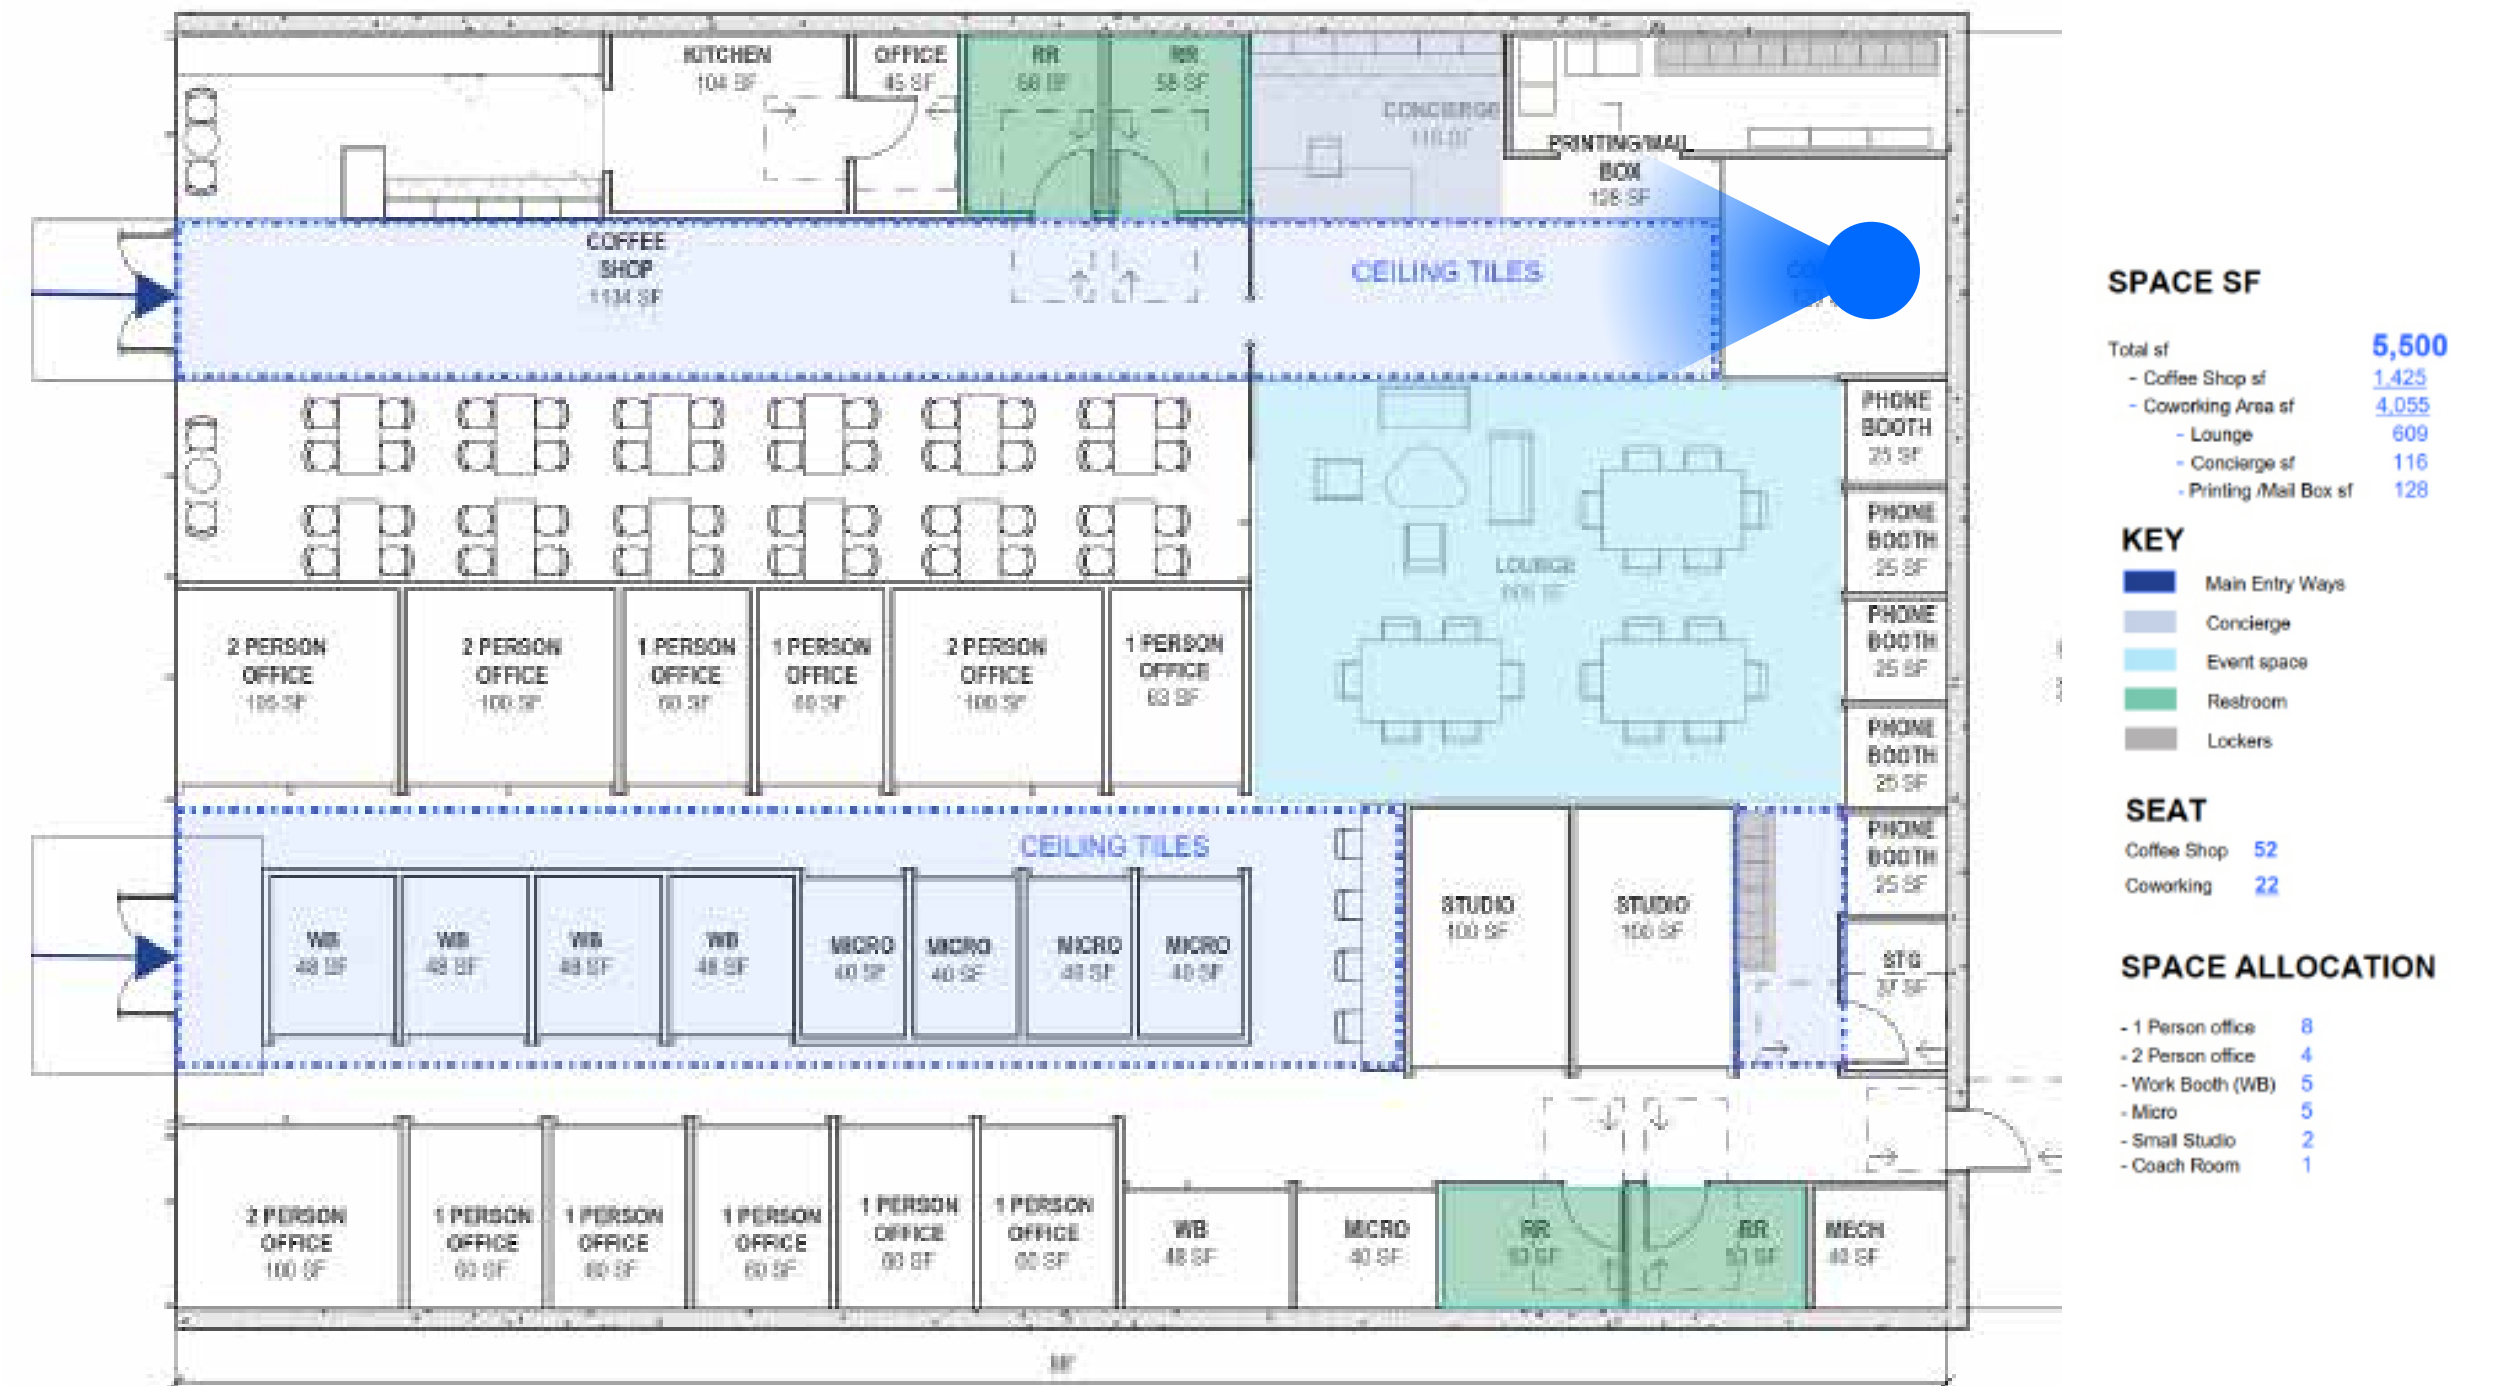 KITCHEN
104 SF
OFFICE
45 SF
RR
58 SF
RR
58 SF
CONCIERGE
116 SF
PRINTING/MAIL
BOX
128 SF
COFFEE
SHOP
SF
CEILING TILES
PHONE
BOOTH
25 SF
PHONE
BOOTH
25 SF
PHONE
BOOTH
25 SF
PHONE
BOOTH
25 SF
PHONE
BOOTH
25 SF
LOUNGE
2 PERSON
OFFICE
SF
2 PERSON
OFFICE
100 SF
1 PERSON
OFFICE
60 SF
1 PERSON
OFFICE
60 SF
2 PERSON
OFFICE
100 SF
1 PERSON
OFFICE
63 SF
CEILING TILES
WB
48 SF
WB
48 SF
WB
48 SF
WB
48 SF
MICRO
40 SF
MICRO
40 SF
MICRO
40 SF
MICRO
40 SF
STUDIO
100 SF
STUDIO
100 SF
STG
37 SF
2 PERSON
OFFICE
100 SF
1 PERSON
OFFICE
60 SF
1 PERSON
OFFICE
60 SF
1 PERSON
OFFICE
60 SF
1 PERSON
OFFICE
60 SF
1 PERSON
OFFICE
60 SF
WB
48 SF
MICRO
40 SF
RR
SF
RR
SF
MECH
SF
SPACE SF
Total sf 5,500
- Coffee Shop sf 1,425
- Coworking Area sf 4,055
- Lounge 609
- Concierge sf 116
- Printing /Mail Box sf 128
KEY
Main Entry Ways
Concierge
Event space
Restroom
Lockers
SEAT
Coffee Shop 52
Coworking 22
SPACE ALLOCATION
- 1 Person office 8
- 2 Person office 4
- Work Booth (WB) 5
- Micro 5
- Small Studio 2
- Coach Room 1